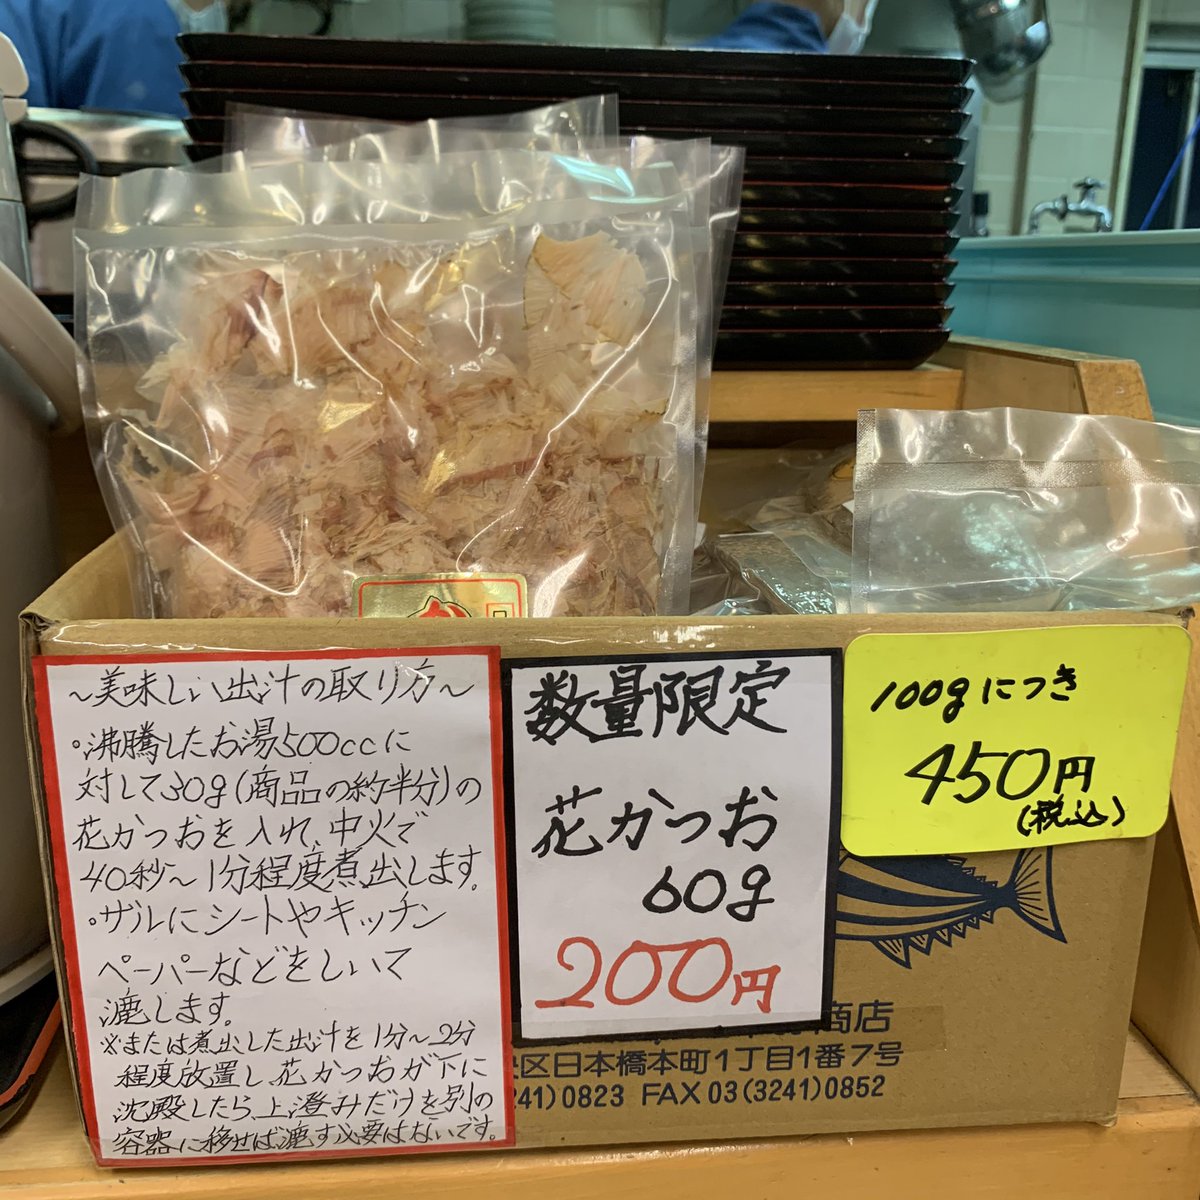 ～美味しい出汁の取り方～
・沸騰したお湯500ccに
対して30g(商品の約半分)の
花かつおを入れ、中火で
40秒～1分程度煮出します。
・ザルにシートやキッチン
ペーパーなどをしいて
漉します。
※または煮出した出汁を1分～2分
程度放置し、花かつおが下に
沈殿したら上澄みだけを別の
容器に移せば漉す必要はないです。
数量限定
花かつお
60g
200円
100gにつき
450円
(税込)
商店
区日本橋本町1丁目1番7号
241)0823 FAX 03(3241)0852